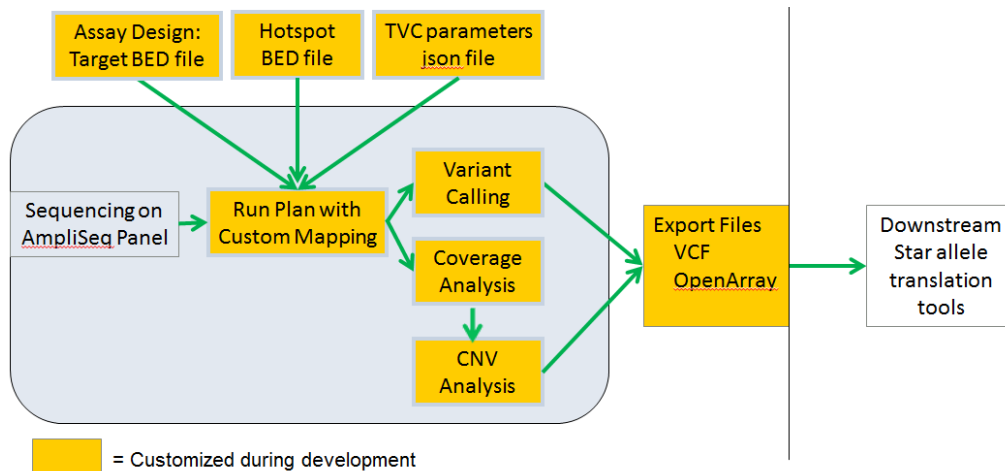 Assay Design:
Target BED file
Hotspot
BED file
TVC parameters
json file
Sequencing on
AmpliSeq Panel
Run Plan with
Custom Mapping
Variant
Calling
Coverage
Analysis
CNV
Analysis
Export Files
VCF
OpenArray
Downstream
Star allele
translation
tools
= Customized during development